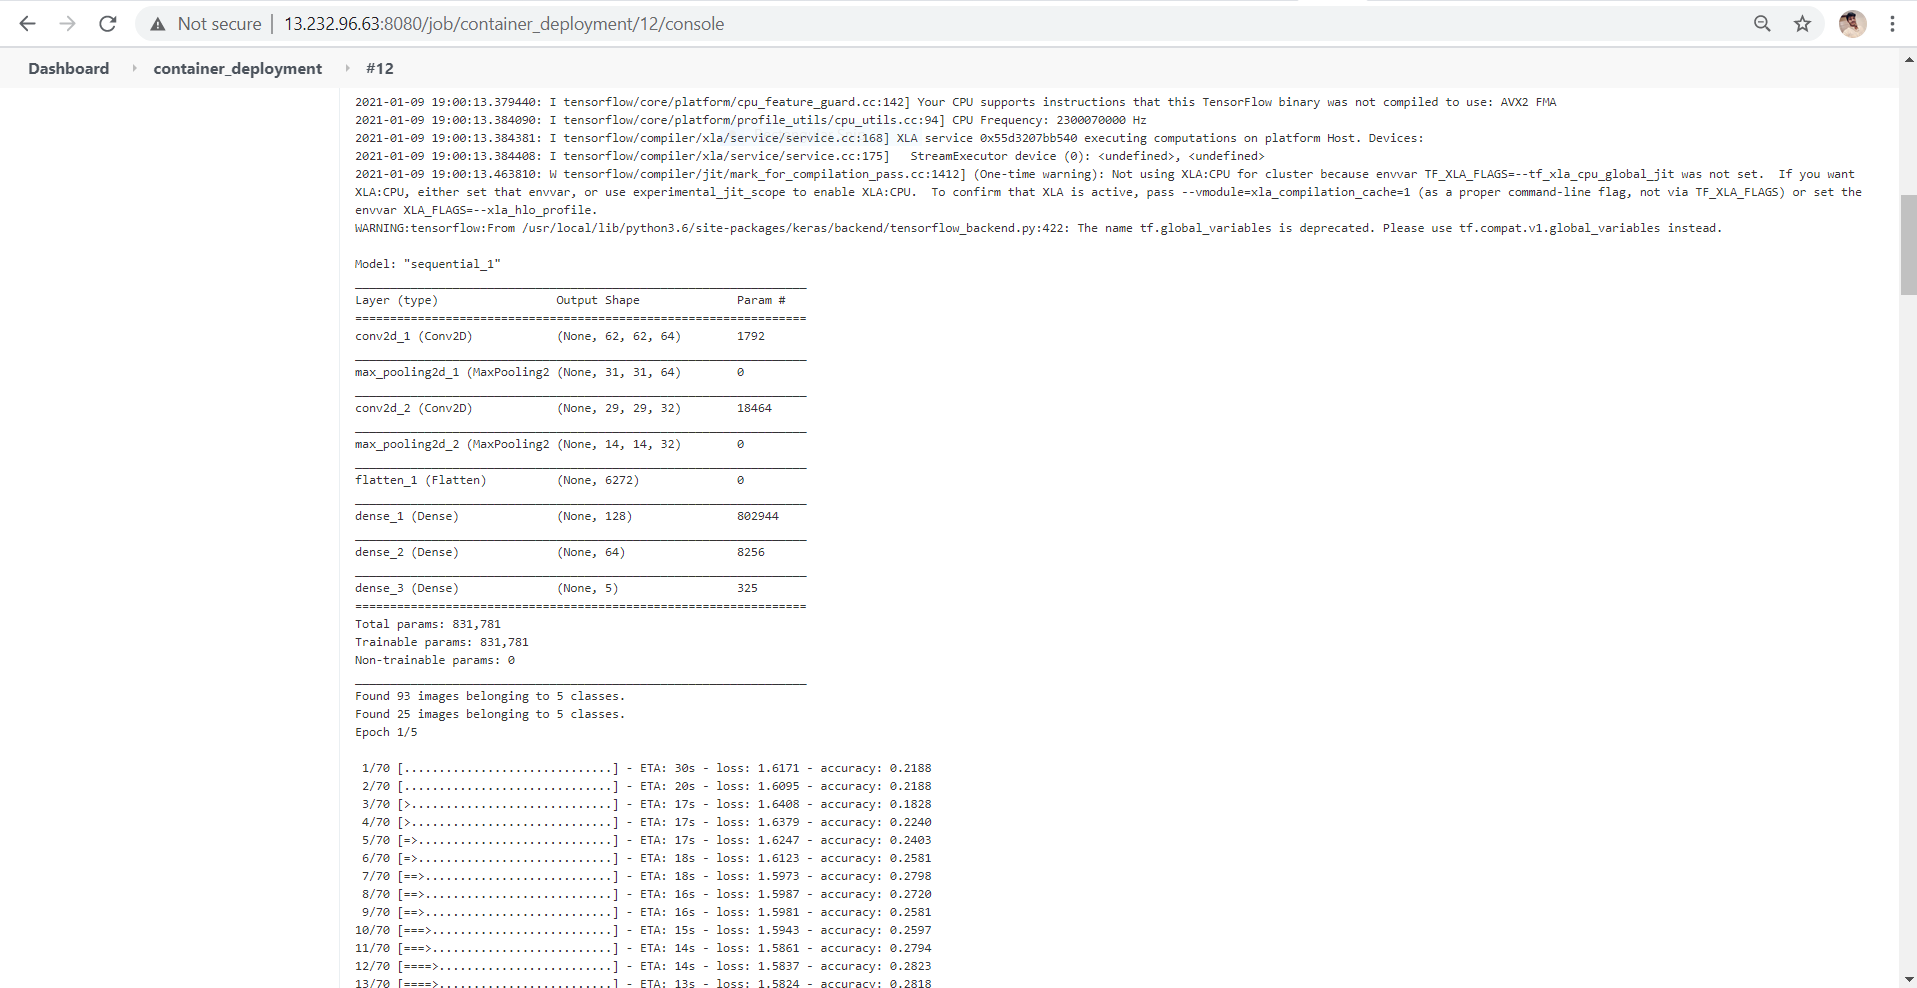 Not secure | 13.232.96.63:8080/job/container_deployment/12/console
Dashboard container_deployment #12
2021-01-09 19:00:13.379440: I tensorflow/core/platform/cpu_feature_guard.cc:142] Your CPU supports instructions that this TensorFlow binary was not compiled to use: AVX2 FMA
2021-01-09 19:00:13.384090: I tensorflow/core/platform/profile_utils/cpu_utils.cc:94] CPU Frequency: 2300070000 Hz
2021-01-09 19:00:13.384381: I tensorflow/compiler/xla/service/service.cc:168] XLA service 0x55d3207bb540 executing computations on platform Host. Devices:
2021-01-09 19:00:13.384408: I tensorflow/compiler/xla/service/service.cc:175]   StreamExecutor device (0): <undefined>, <undefined>
2021-01-09 19:00:13.463810: W tensorflow/compiler/jit/mark_for_compilation_pass.cc:1412] (One-time warning): Not using XLA:CPU for cluster because envvar TF_XLA_FLAGS=--tf_xla_cpu_global_jit was not set.  If you want
XLA:CPU, either set that envvar, or use experimental_jit_scope to enable XLA:CPU.  To confirm that XLA is active, pass --vmodule=xla_compilation_cache=1 (as a proper command-line flag, not via TF_XLA_FLAGS) or set the
envvar XLA_FLAGS=--xla_hlo_profile.
WARNING:tensorflow:From /usr/local/lib/python3.6/site-packages/keras/backend/tensorflow_backend.py:422: The name tf.global_variables is deprecated. Please use tf.compat.v1.global_variables instead.
Model: "sequential_1"
_________________________________________________________________
Layer (type)                 Output Shape              Param #
=================================================================
conv2d_1 (Conv2D)            (None, 62, 62, 64)        1792
_________________________________________________________________
max_pooling2d_1 (MaxPooling2 (None, 31, 31, 64)        0
_________________________________________________________________
conv2d_2 (Conv2D)            (None, 29, 29, 32)        18464
_________________________________________________________________
max_pooling2d_2 (MaxPooling2 (None, 14, 14, 32)        0
_________________________________________________________________
flatten_1 (Flatten)          (None, 6272)              0
_________________________________________________________________
dense_1 (Dense)              (None, 128)               802944
_________________________________________________________________
dense_2 (Dense)              (None, 64)                8256
_________________________________________________________________
dense_3 (Dense)              (None, 5)                 325
=================================================================
Total params: 831,781
Trainable params: 831,781
Non-trainable params: 0
_________________________________________________________________
Found 93 images belonging to 5 classes.
Found 25 images belonging to 5 classes.
Epoch 1/5
 1/70 [..............................] - ETA: 30s - loss: 1.6171 - accuracy: 0.2188
 2/70 [..............................] - ETA: 20s - loss: 1.6095 - accuracy: 0.2188
 3/70 [>.............................] - ETA: 17s - loss: 1.6408 - accuracy: 0.1828
 4/70 [>.............................] - ETA: 17s - loss: 1.6379 - accuracy: 0.2240
 5/70 [=>............................] - ETA: 17s - loss: 1.6247 - accuracy: 0.2403
 6/70 [=>............................] - ETA: 18s - loss: 1.6123 - accuracy: 0.2581
 7/70 [==>...........................] - ETA: 18s - loss: 1.5973 - accuracy: 0.2798
 8/70 [==>...........................] - ETA: 16s - loss: 1.5987 - accuracy: 0.2720
 9/70 [==>...........................] - ETA: 16s - loss: 1.5981 - accuracy: 0.2581
10/70 [===>..........................] - ETA: 15s - loss: 1.5943 - accuracy: 0.2597
11/70 [===>..........................] - ETA: 14s - loss: 1.5861 - accuracy: 0.2794
12/70 [====>.........................] - ETA: 14s - loss: 1.5837 - accuracy: 0.2823
13/70 [====>.........................] - ETA: 13s - loss: 1.5824 - accuracy: 0.2818